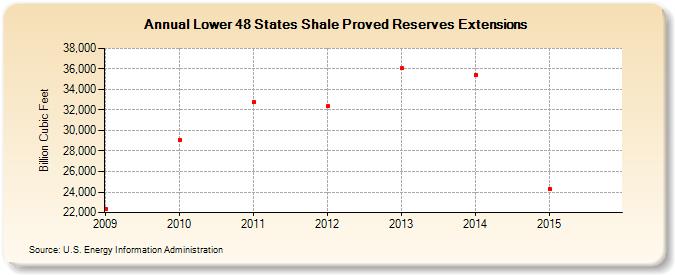 Annual Lower 48 States Shale Proved Reserves Extensions
Billion Cubic Feet
38,000
36,000
34,000
32,000
30,000
28,000
26,000
24,000
22,000
2009 2010 2011 2012 2013 2014 2015
Source: U.S. Energy Information Administration